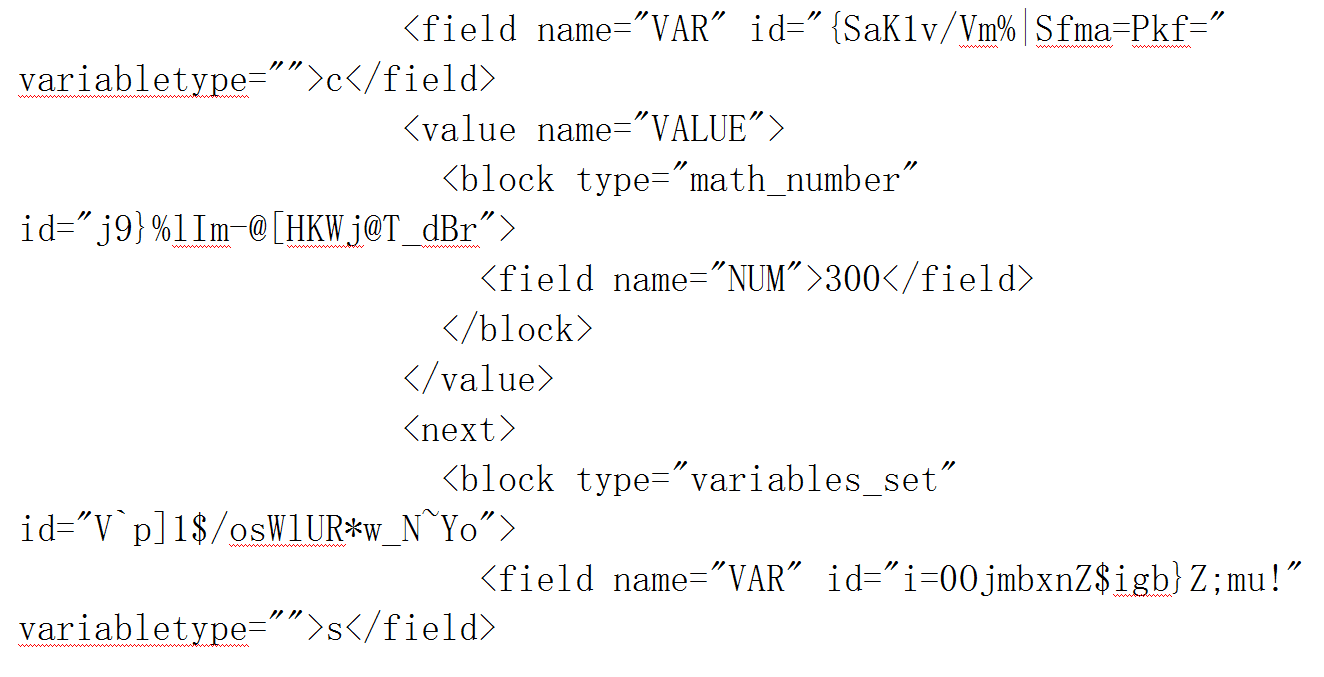 <field name="VAR" id="{SaK1v/Vm%|Sfma=Pkf="
variabletype="">c</field>
<value name="VALUE">
<block type="math_number"
id="j9}%lIm-@[HKWj@T_dBr">
<field name="NUM">300</field>
</block>
</value>
<next>
<block type="variables_set"
id="V`p]1$/osWlUR*w_N~Yo">
<field name="VAR" id="i=0OjmbxnZ$igb}Z;mu!"
variabletype="">s</field>